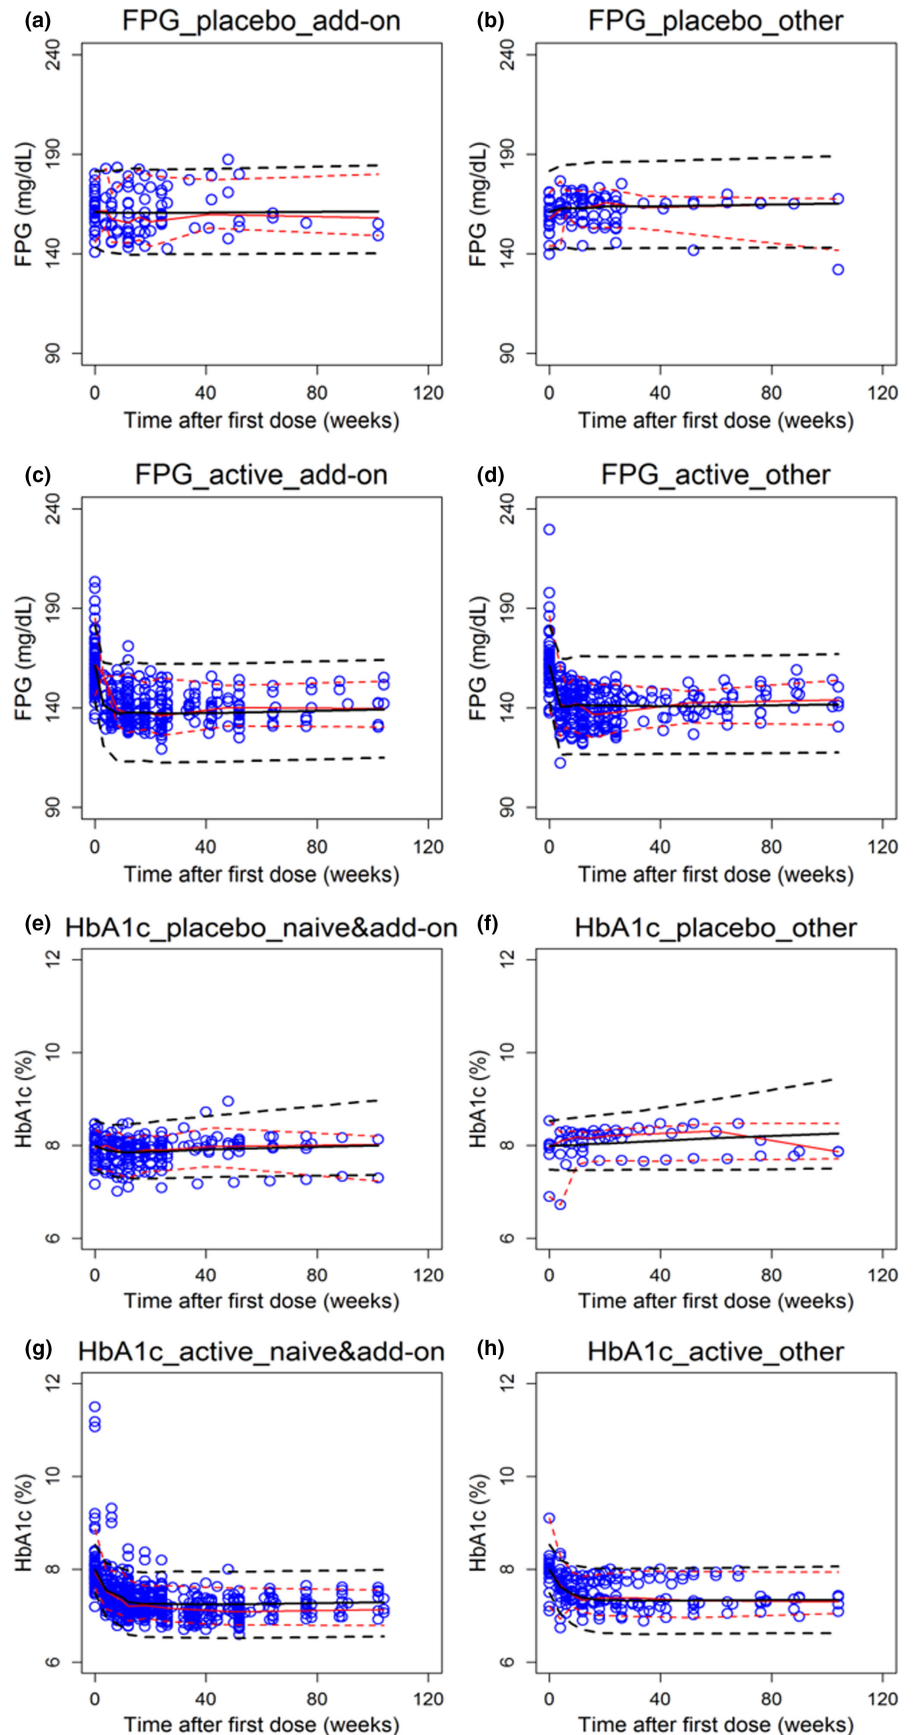 (a) FPG_placebo_add-on
240
190
140
90
FPG (mg/dL)
0 40 80 120
Time after first dose (weeks)
(b) FPG_placebo_other
240
190
140
90
FPG (mg/dL)
0 40 80 120
Time after first dose (weeks)
(c) FPG_active_add-on
240
190
140
90
FPG (mg/dL)
0 40 80 120
Time after first dose (weeks)
(d) FPG_active_other
240
190
140
90
FPG (mg/dL)
0 40 80 120
Time after first dose (weeks)
(e) HbA1c_placebo_naive&add-on
12
10
8
6
HbA1c (%)
0 40 80 120
Time after first dose (weeks)
(f) HbA1c_placebo_other
12
10
8
6
HbA1c (%)
0 40 80 120
Time after first dose (weeks)
(g) HbA1c_active_naive&add-on
12
10
8
6
HbA1c (%)
0 40 80 120
Time after first dose (weeks)
(h) HbA1c_active_other
12
10
8
6
HbA1c (%)
0 40 80 120
Time after first dose (weeks)